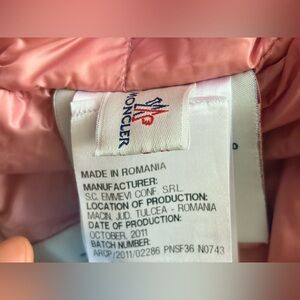 MONCLER
MADE IN ROMANIA
MANUFACTURER:
S.C. EMMEVI CONF. S.R.L.
LOCATION OF PRODUCTION:
MACIN, JUD. TULCEA - ROMANIA
DATE OF PRODUCTION:
OCTOBER, 2011
BATCH NUMBER:
ARCP/2011/02286 PNSF36 N0743